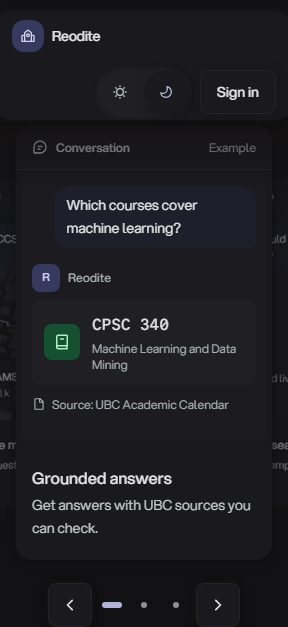 Reodite
Sign in
Conversation
Example
Which courses cover
machine learning?
R
Reodite
CPSC 340
Machine Learning and Data
Mining
Source: UBC Academic Calendar
Grounded answers
Get answers with UBC sources you
can check.